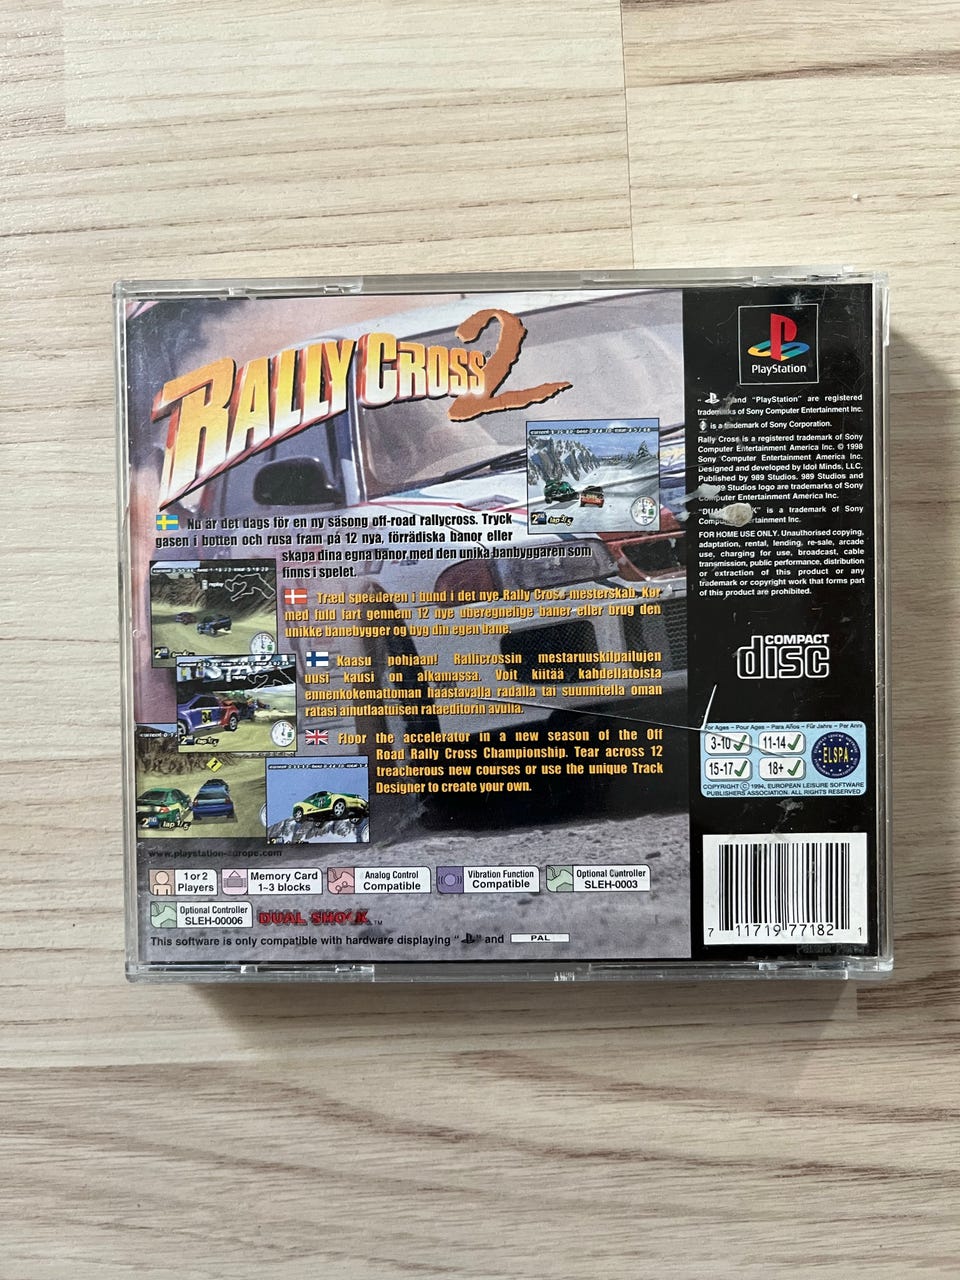 RALLY CROSS 2
Nu är det dags för en ny säsong off-road rallycross. Tryck
gasen i botten och rusa fram på 12 nya, förrädiska banor eller
skapa dina egna banor med den unika banbyggaren som
finns i spelet.
Træd speederen i bund i det nye Rally Cross mesterskab. Kør
med fuld fart gennem 12 nye uberegnelige baner eller brug den
unikke banebygger og byg din egen bane.
Kaasu pohjaan! Rallicrossin mestaruuskilpailujen
uusi kausi on alkamassa. Voit kiitää kahdellatoista
ennenkokemattoman haastavalla radalla tai suunnitella oman
ratasi ainutlaatuisen rataeditorin avulla.
Floor the accelerator in a new season of the Off
Road Rally Cross Championship. Tear across 12
treacherous new courses or use the unique Track
Designer to create your own.
2ND lap 2/5
2ND lap 1/5
www.playstation-europe.com
1 or 2
Players
Memory Card
1–3 blocks
Analog Control
Compatible
Vibration Function
Compatible
Optional Controller
SLEH-0003
Optional Controller
SLEH-00006
DUAL SHOCK™
This software is only compatible with hardware displaying " " and PAL
PlayStation
" " and "PlayStation" are registered
trademarks of Sony Computer Entertainment Inc.
is a trademark of Sony Corporation.
Rally Cross is a registered trademark of Sony
Computer Entertainment America Inc. © 1998
Sony Computer Entertainment America Inc.
Designed and developed by Idol Minds, LLC.
Published by 989 Studios. 989 Studios and
989 Studios logo are trademarks of Sony
Computer Entertainment America Inc.
is a trademark of Sony
Inc.
FOR HOME USE ONLY. Unauthorised copying,
adaptation, rental, lending, re-sale, arcade
use, charging for use, broadcast, cable
transmission, public performance, distribution
or extraction of this product or any
trademark or copyright work that forms part
of this product are prohibited.
COMPACT
disc
For Ages – Pour Ages – Para Años – Für Jahre – Per Anni
3-10 11-14
15-17 18+
ELSPA
COPYRIGHT © 1994, EUROPEAN LEISURE SOFTWARE
PUBLISHERS ASSOCIATION. ALL RIGHTS RESERVED
7 11719 77182 1